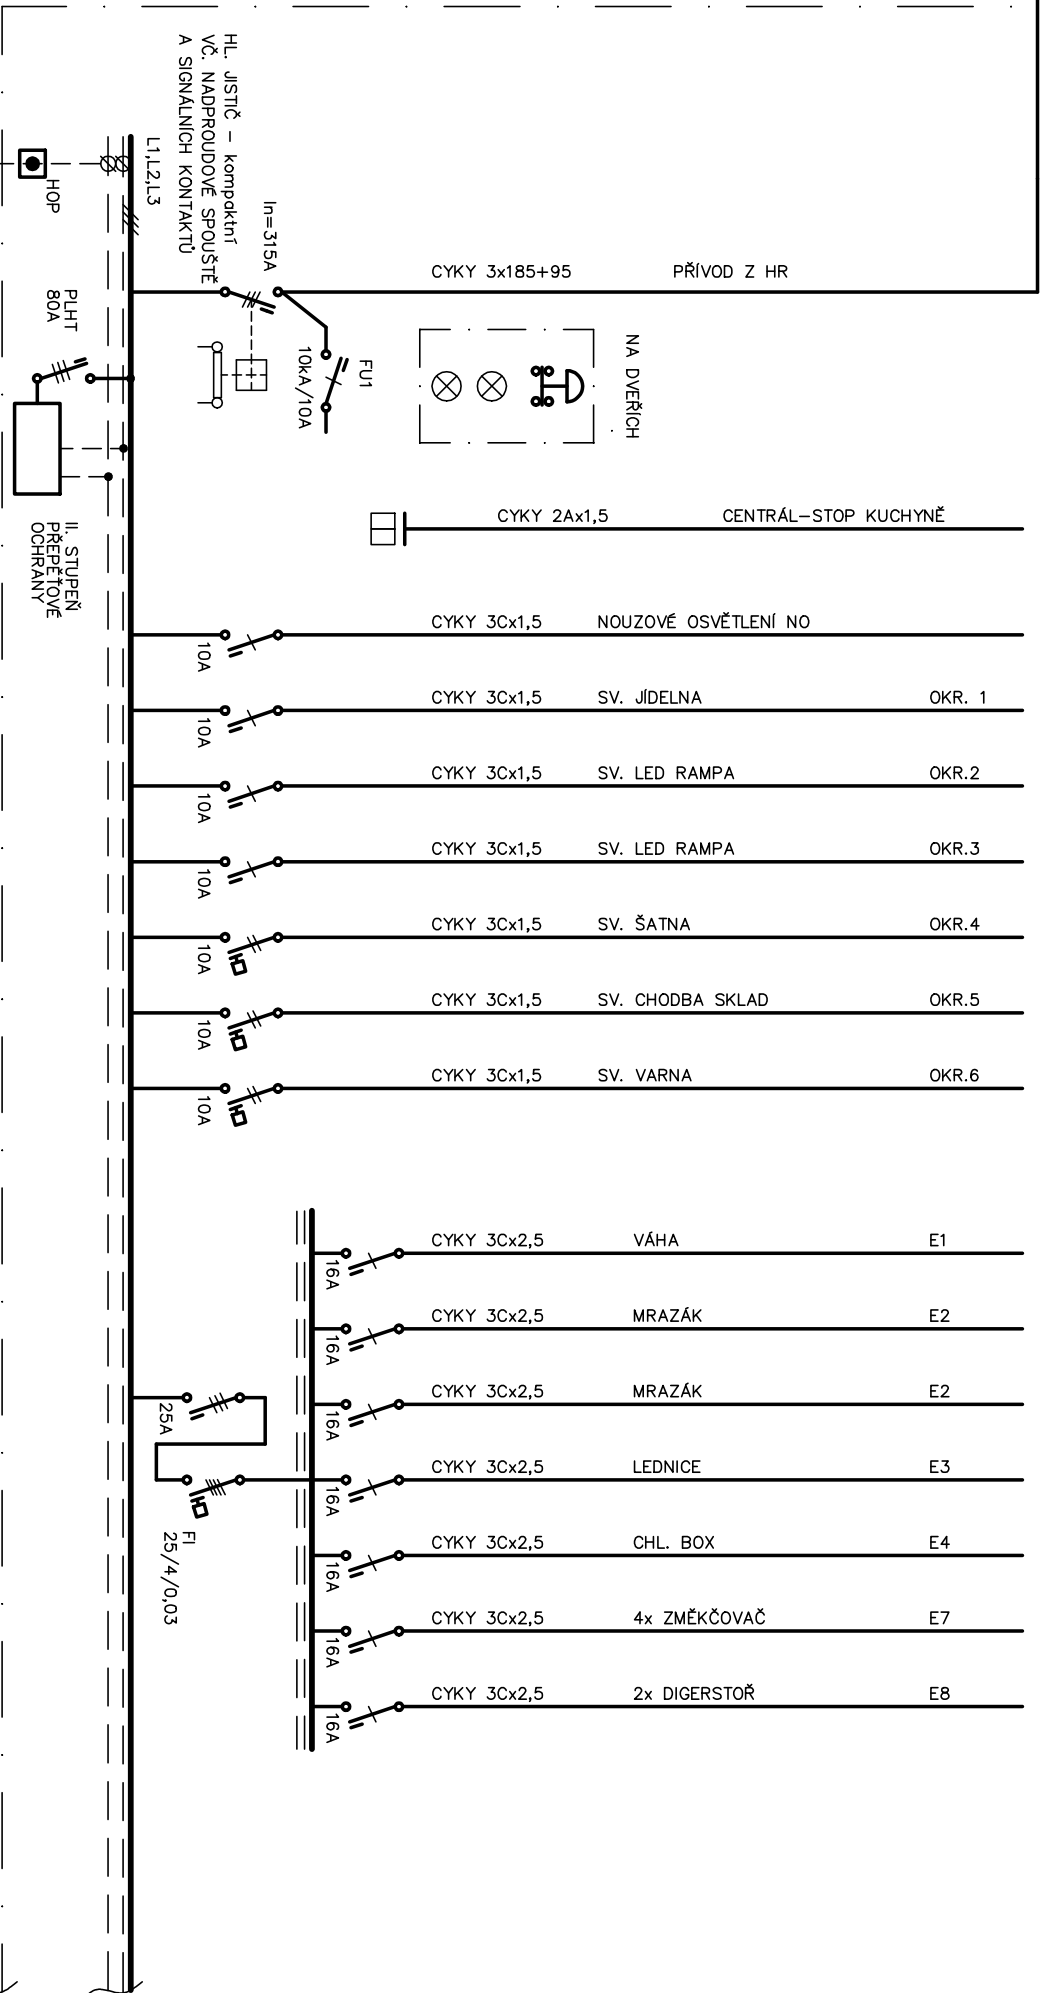 HL. JISTIČ – kompaktní
VČ. NADPROUDOVÉ SPOUŠTĚ
A SIGNÁLNÍCH KONTAKTŮ
L1,L2,L3
HOP
In=315A
CYKY 3x185+95 PŘÍVOD Z HR
PLHT
80A
FU1
10kA/10A
NA DVEŘÍCH
II. STUPEŇ
PŘEPĚŤOVÉ
OCHRANY
CYKY 2Ax1,5 CENTRÁL–STOP KUCHYNĚ
10A CYKY 3Cx1,5 NOUZOVÉ OSVĚTLENÍ NO
10A CYKY 3Cx1,5 SV. JÍDELNA OKR. 1
10A CYKY 3Cx1,5 SV. LED RAMPA OKR.2
10A CYKY 3Cx1,5 SV. LED RAMPA OKR.3
10A CYKY 3Cx1,5 SV. ŠATNA OKR.4
10A CYKY 3Cx1,5 SV. CHODBA SKLAD OKR.5
10A CYKY 3Cx1,5 SV. VARNA OKR.6
16A CYKY 3Cx2,5 VÁHA E1
16A CYKY 3Cx2,5 MRAZÁK E2
16A CYKY 3Cx2,5 MRAZÁK E2
25A
16A CYKY 3Cx2,5 LEDNICE E3
FI
25/4/0,03
16A CYKY 3Cx2,5 CHL. BOX E4
16A CYKY 3Cx2,5 4x ZMĚKČOVAČ E7
16A CYKY 3Cx2,5 2x DIGERSTOŘ E8